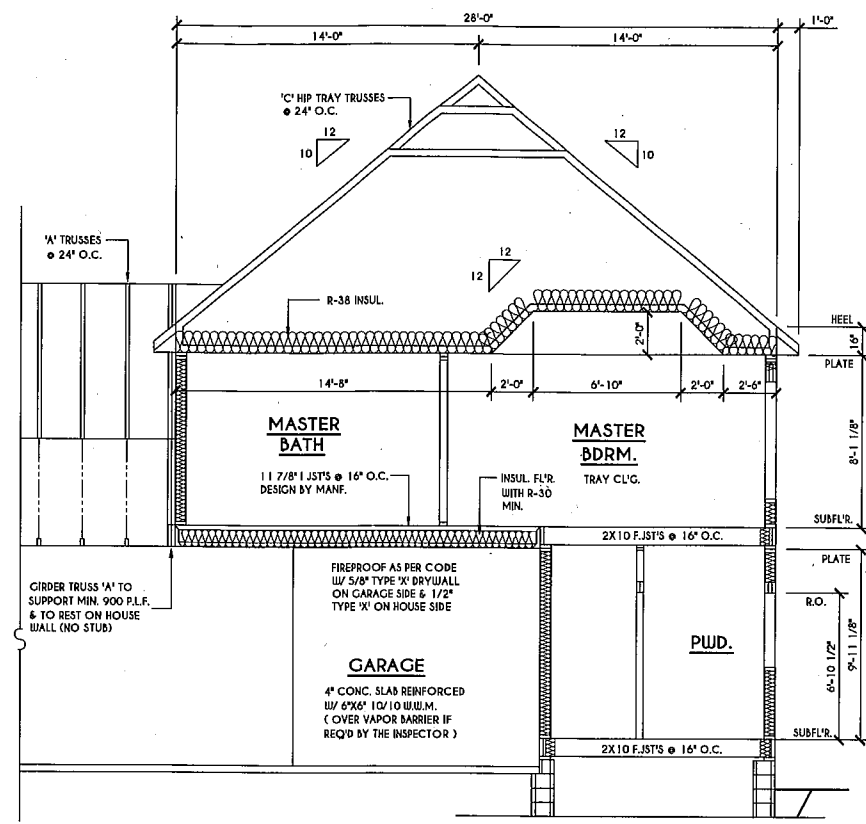 28'-0"
1'-0"
14'-0"
14'-0"
'C' HIP TRAY TRUSSES
@ 24" O.C.
12
10
12
10
'A' TRUSSES
@ 24" O.C.
12
12
R-38 INSUL.
HEEL
16"
2'-0"
PLATE
14'-8"
2'-0"
6'-10"
2'-0"
2'-6"
MASTER
BATH
MASTER
BDRM.
TRAY CL'G.
8'-1 1/8"
11 7/8" I JST'S @ 16" O.C.
DESIGN BY MANF.
INSUL. FL'R.
WITH R-30
MIN.
SUBFL'R.
2X10 F.JST'S @ 16" O.C.
PLATE
GIRDER TRUSS 'A' TO
SUPPORT MIN. 900 P.L.F.
& TO REST ON HOUSE
WALL (NO STUB)
FIREPROOF AS PER CODE
W/ 5/8" TYPE 'X' DRYWALL
ON GARAGE SIDE & 1/2"
TYPE 'X' ON HOUSE SIDE
R.O.
6'-10 1/2"
9'-11 1/8"
PWD.
GARAGE
4" CONC. SLAB REINFORCED
W/ 6"X6" 10/10 W.W.M.
( OVER VAPOR BARRIER IF
REQ'D BY THE INSPECTOR )
SUBFL'R.
2X10 F.JST'S @ 16" O.C.